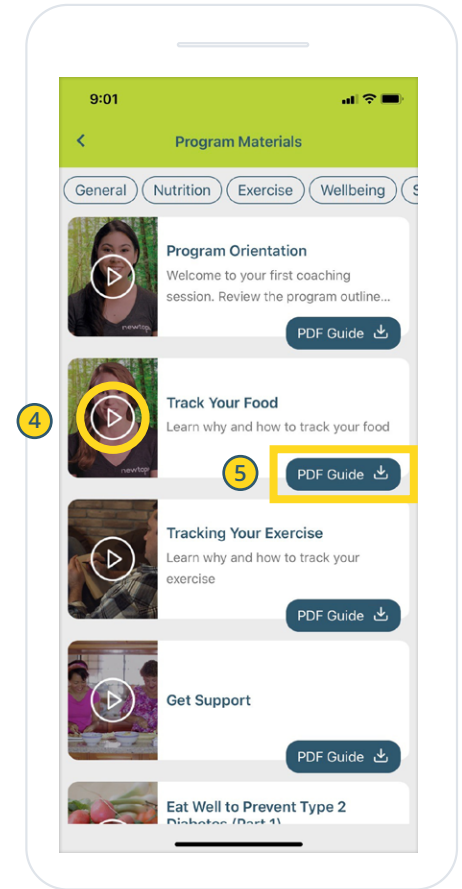 9:01
Program Materials
General
Nutrition
Exercise
Wellbeing
Program Orientation
Welcome to your first coaching
session. Review the program outline...
PDF Guide
4
Track Your Food
Learn why and how to track your food
5
PDF Guide
Tracking Your Exercise
Learn why and how to track your
exercise
PDF Guide
Get Support
PDF Guide
Eat Well to Prevent Type 2
Diabetes (Part 1)